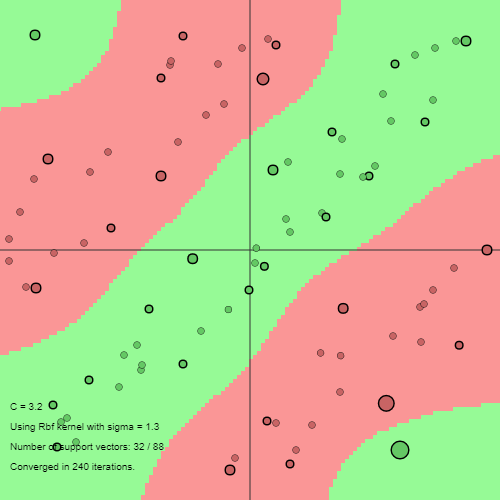 C = 3.2
Using Rbf kernel with sigma = 1.3
Number of support vectors: 32 / 88
Converged in 240 iterations.